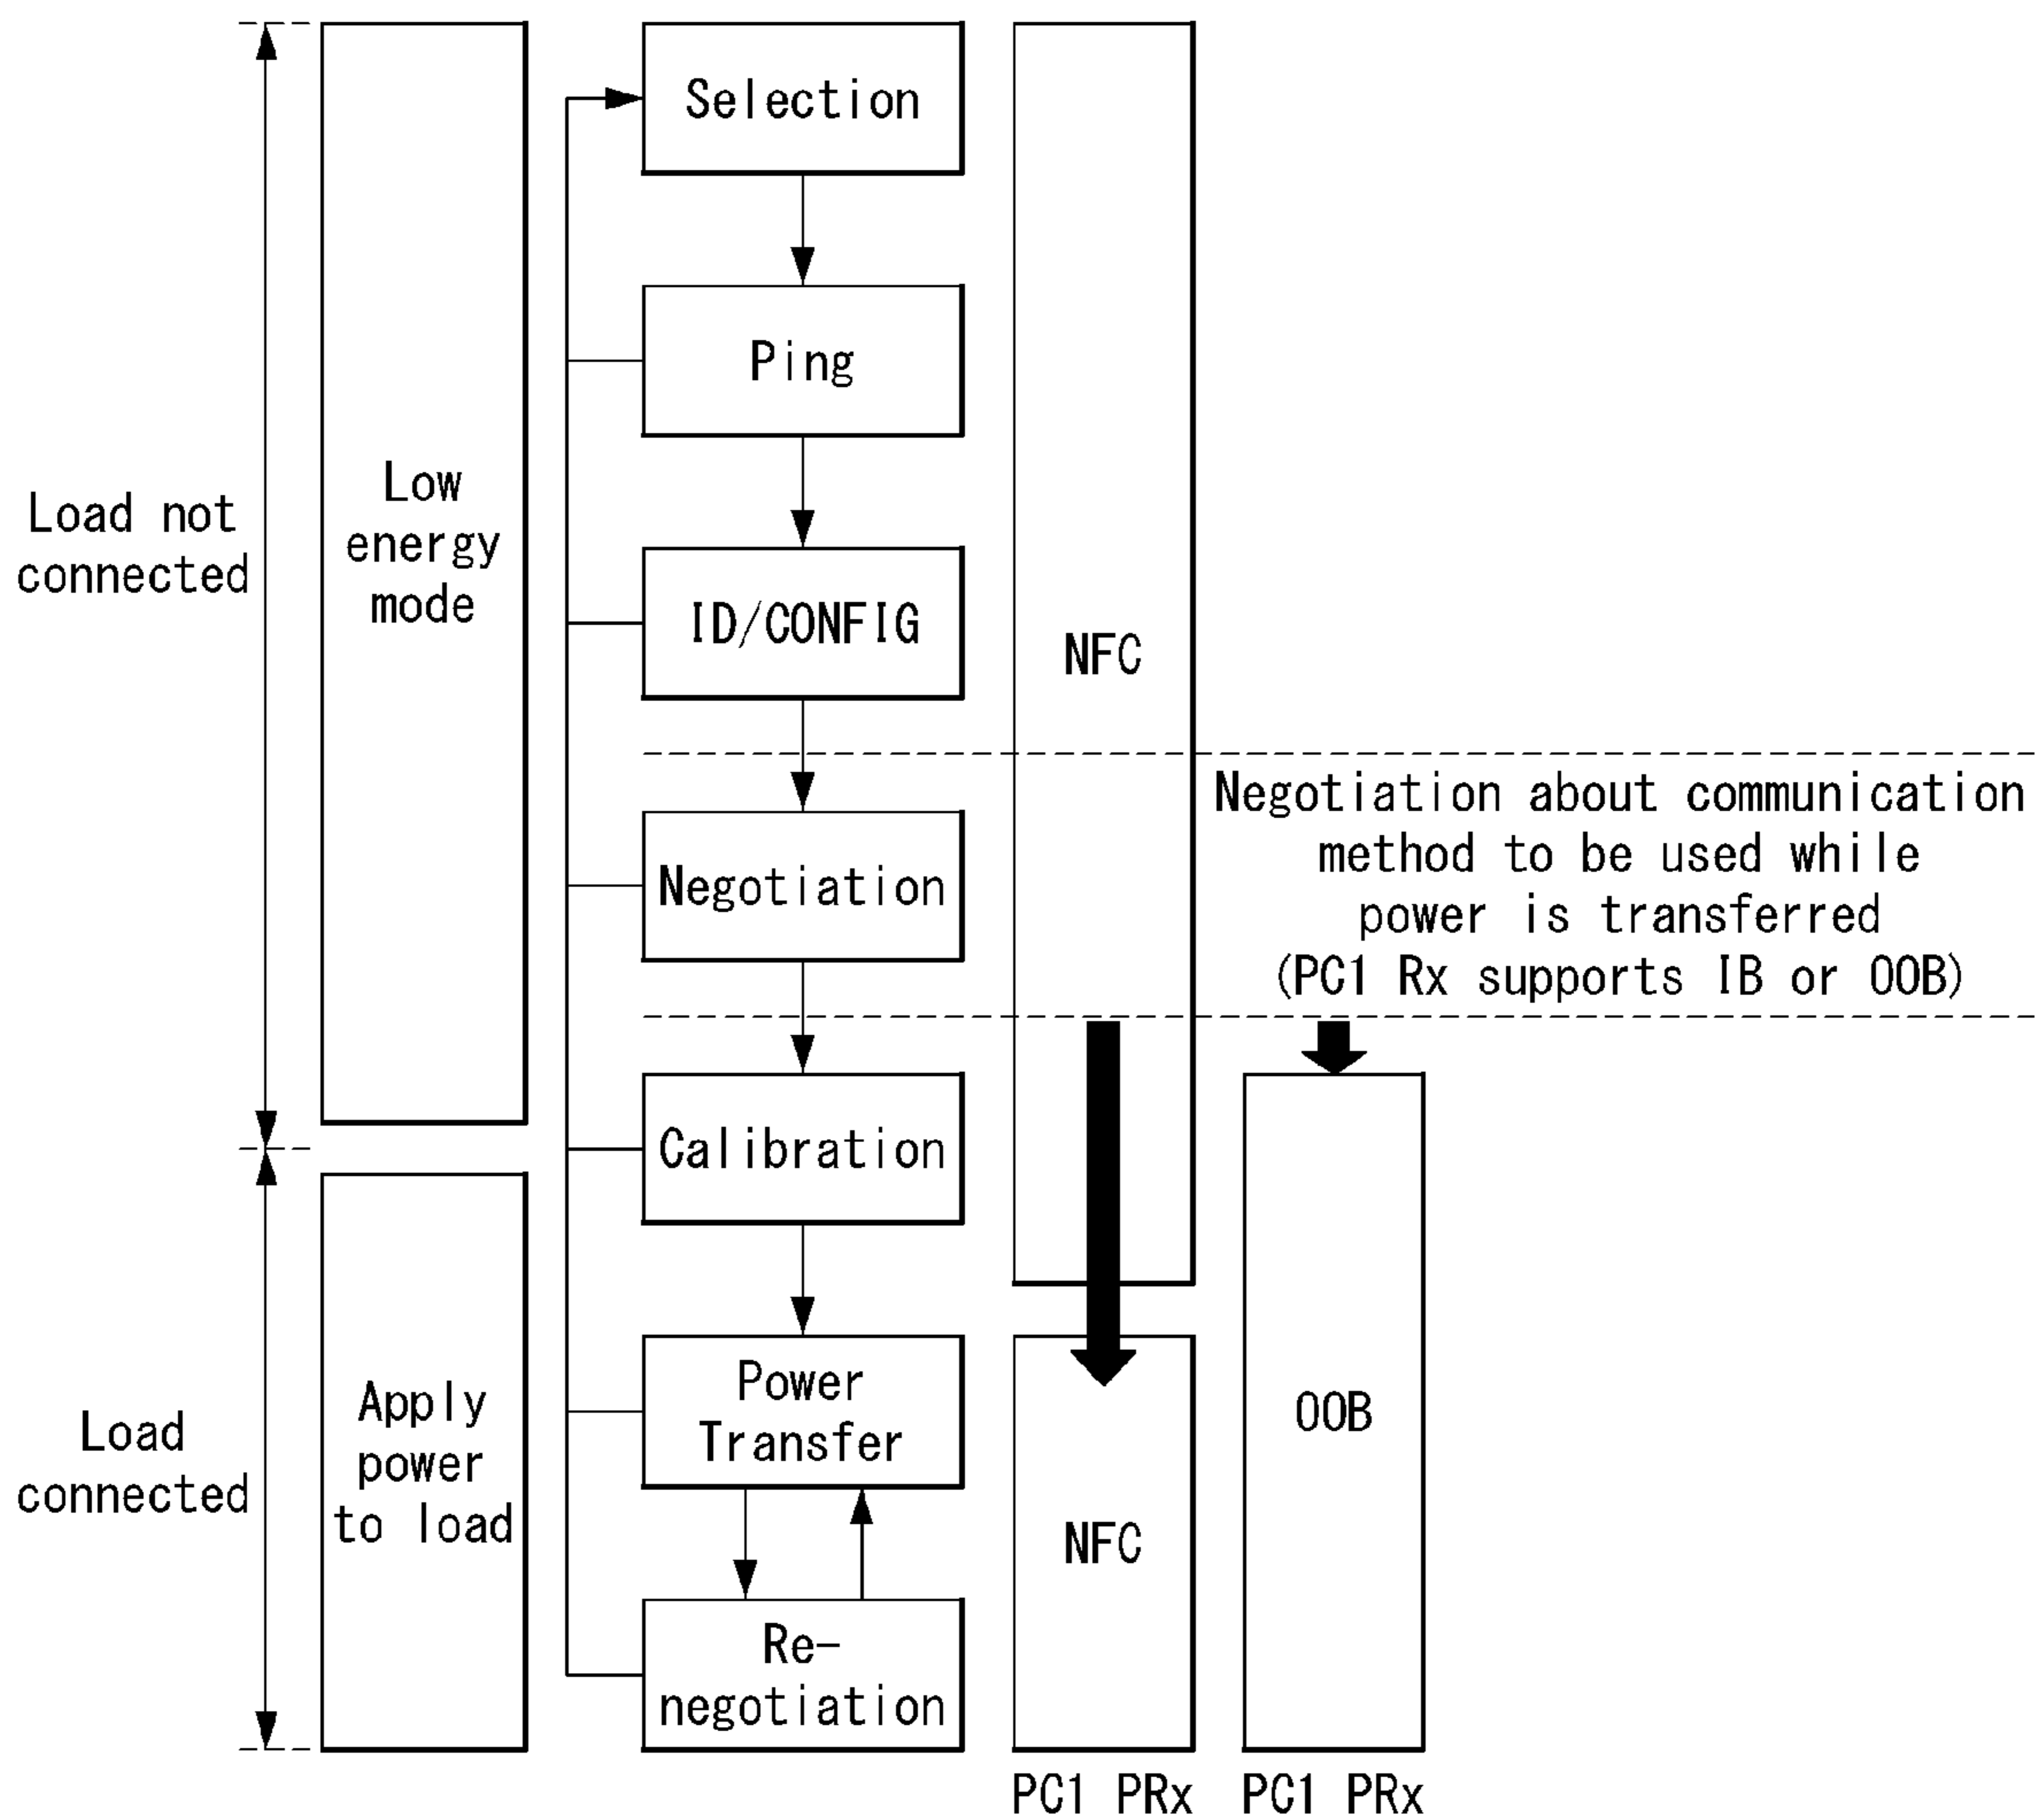 Selection
Ping
Load not
connected
Low
energy
mode
ID/CONFIG
NFC
Negotiation about communication
method to be used while
power is transferred
(PC1 Rx supports IB or OOB)
Negotiation
Calibration
Load
connected
Apply
power
to load
Power
Transfer
OOB
NFC
Re-
negotiation
PC1 PRx
PC1 PRx